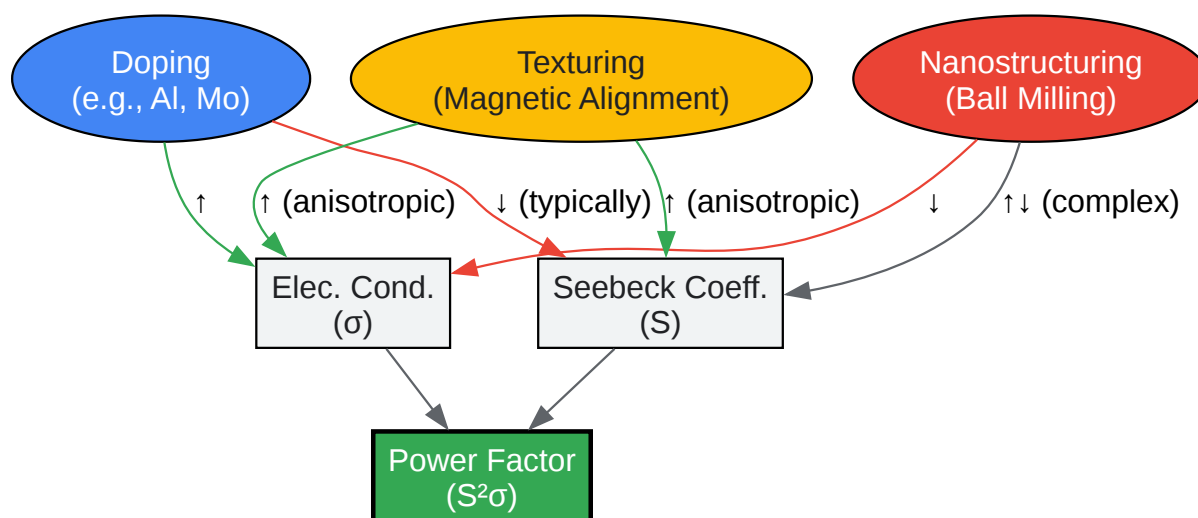 Doping
(e.g., Al, Mo)
Texturing
(Magnetic Alignment)
Nanostructuring
(Ball Milling)
↑
↑ (anisotropic)
↓ (typically)
↑ (anisotropic)
↓
↑↓ (complex)
Elec. Cond.
(σ)
Seebeck Coeff.
(S)
Power Factor
(S²σ)